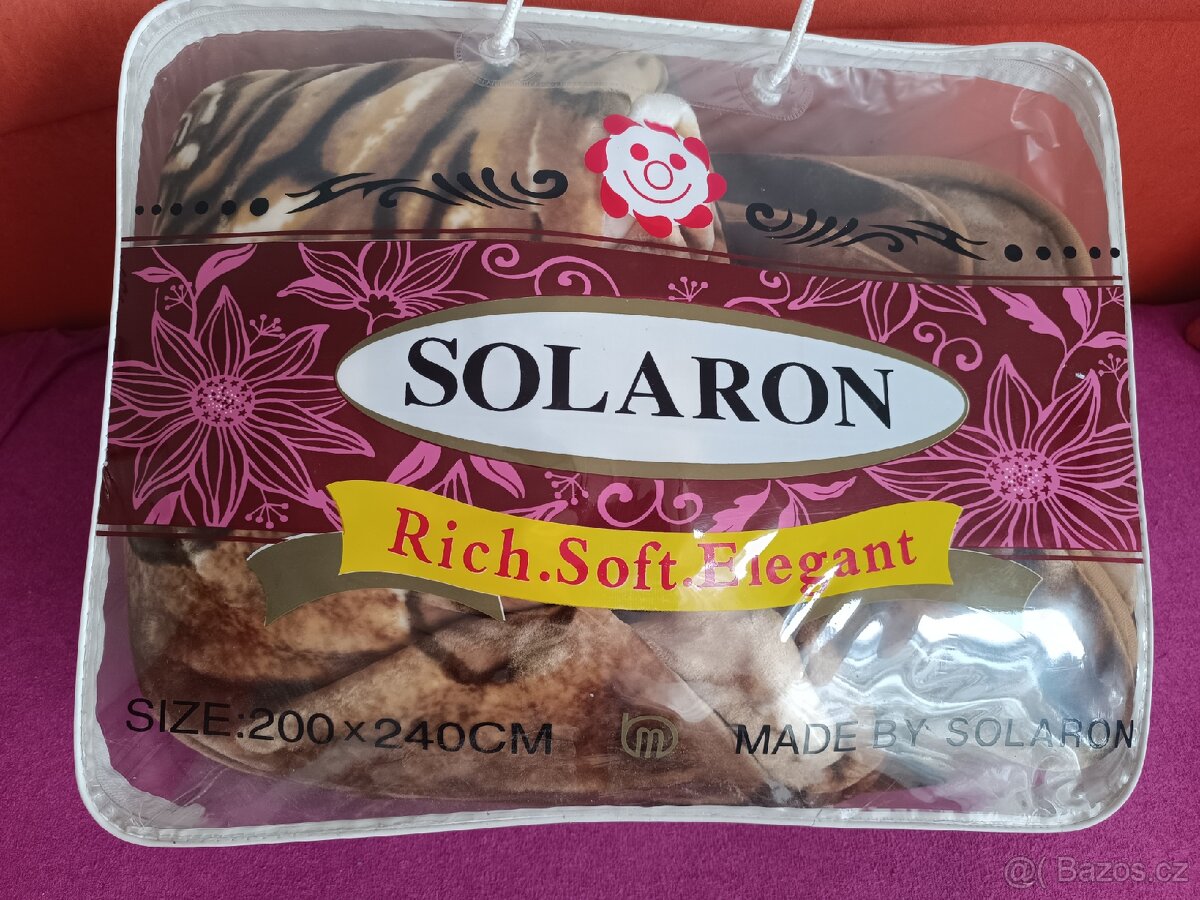 SOLARON
Rich.Soft.Elegant
SIZE:200×240CM
m
MADE BY SOLARON
@( Bazos.cz